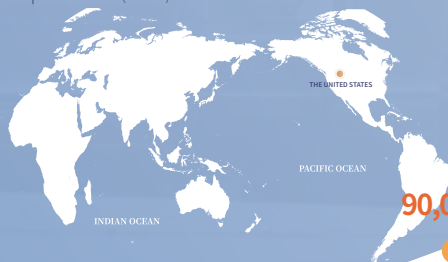 THE UNITED STATES
PACIFIC OCEAN
90,0
INDIAN OCEAN